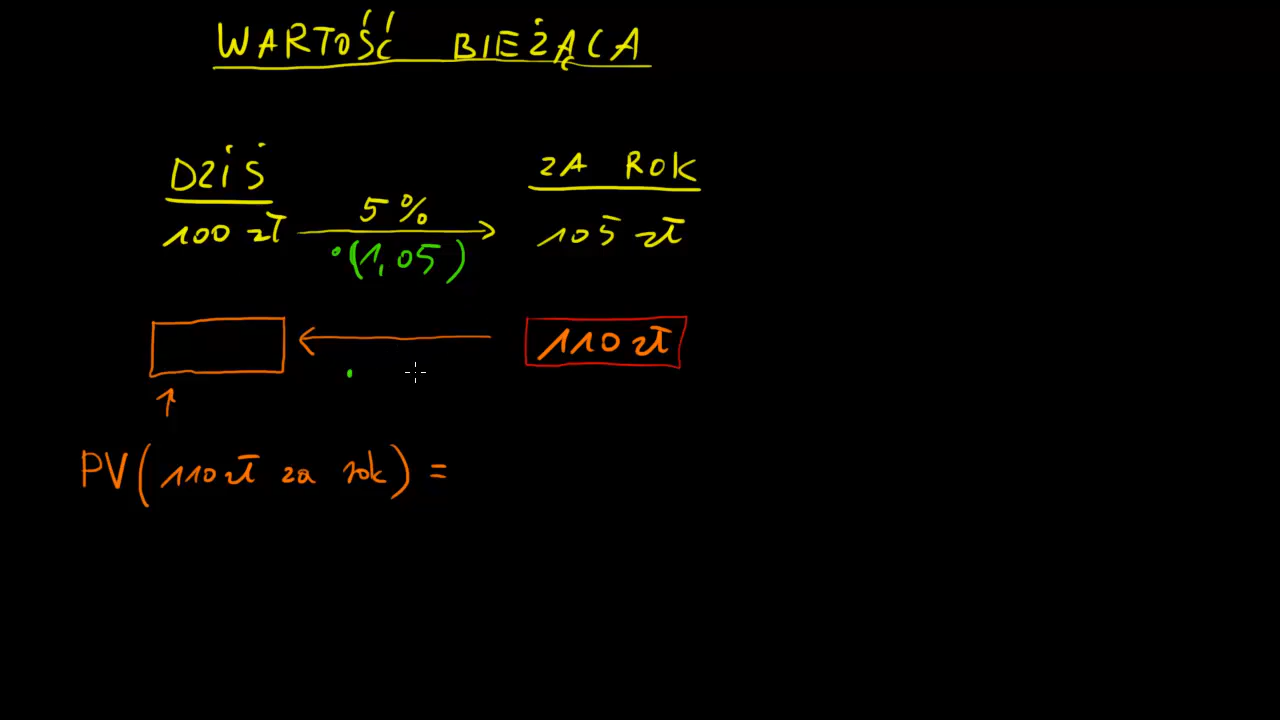 WARTOŚĆ BIEŻĄCA
DZIŚ ZA ROK
100 zł 5% 105 zł
•(1,05)
110 zł
•
PV(110 zł za rok) =